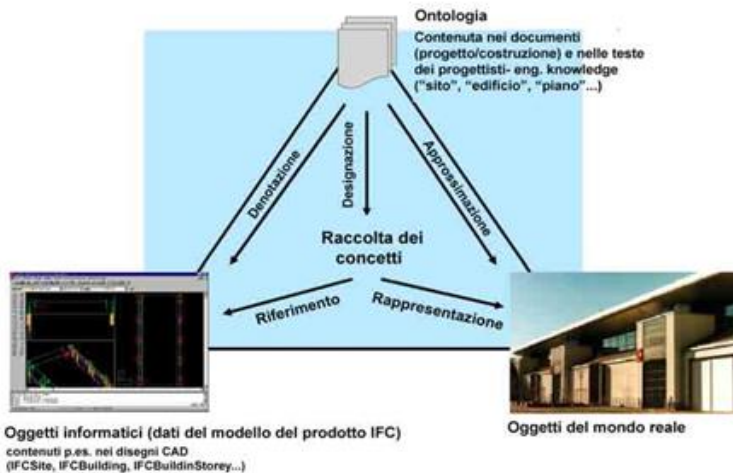 Ontologia
Contenuta nei documenti
(progetto/costruzione) e nelle teste
dei progettisti- eng. knowledge
("sito", "edificio", "piano"...)
Denotazione
Designazione
Approssimazione
Raccolta dei
concetti
Riferimento
Rappresentazione
Oggetti informatici (dati del modello del prodotto IFC)
contenuti p.es. nei disegni CAD
(IFCSite, IFCBuilding, IFCBuildinStorey...)
Oggetti del mondo reale